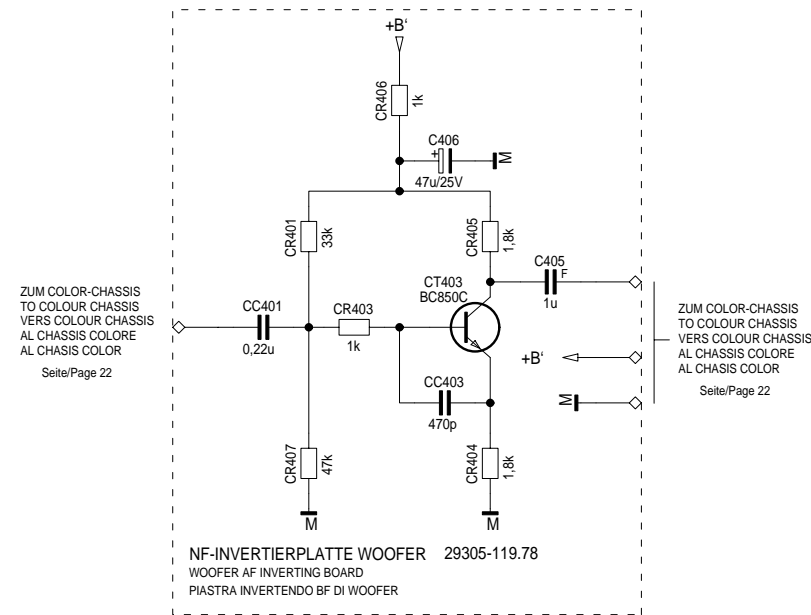 +B'
CR406
1k
C406
+
47u/25V
M
CR401
33k
CR405
1,8k
C405
F
1u
CT403
BC850C
ZUM COLOR-CHASSIS
TO COLOUR CHASSIS
VERS COLOUR CHASSIS
AL CHASSIS COLORE
AL CHASIS COLOR
Seite/Page 22
CC401
0,22u
CR403
1k
ZUM COLOR-CHASSIS
TO COLOUR CHASSIS
VERS COLOUR CHASSIS
AL CHASSIS COLORE
AL CHASIS COLOR
Seite/Page 22
+B'
CC403
470p
M
CR407
47k
CR404
1,8k
M
M
NF-INVERTIERPLATTE WOOFER 29305-119.78
WOOFER AF INVERTING BOARD
PIASTRA INVERTENDO BF DI WOOFER